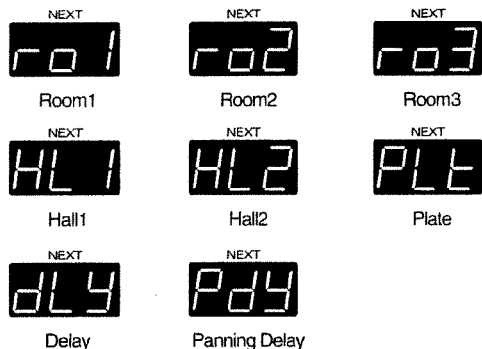 NEXT NEXT NEXT
ro1 ro2 ro3
Room1 Room2 Room3
NEXT NEXT NEXT
HL1 HL2 PLt
Hall1 Hall2 Plate
NEXT NEXT
dLy Pdy
Delay Panning Delay